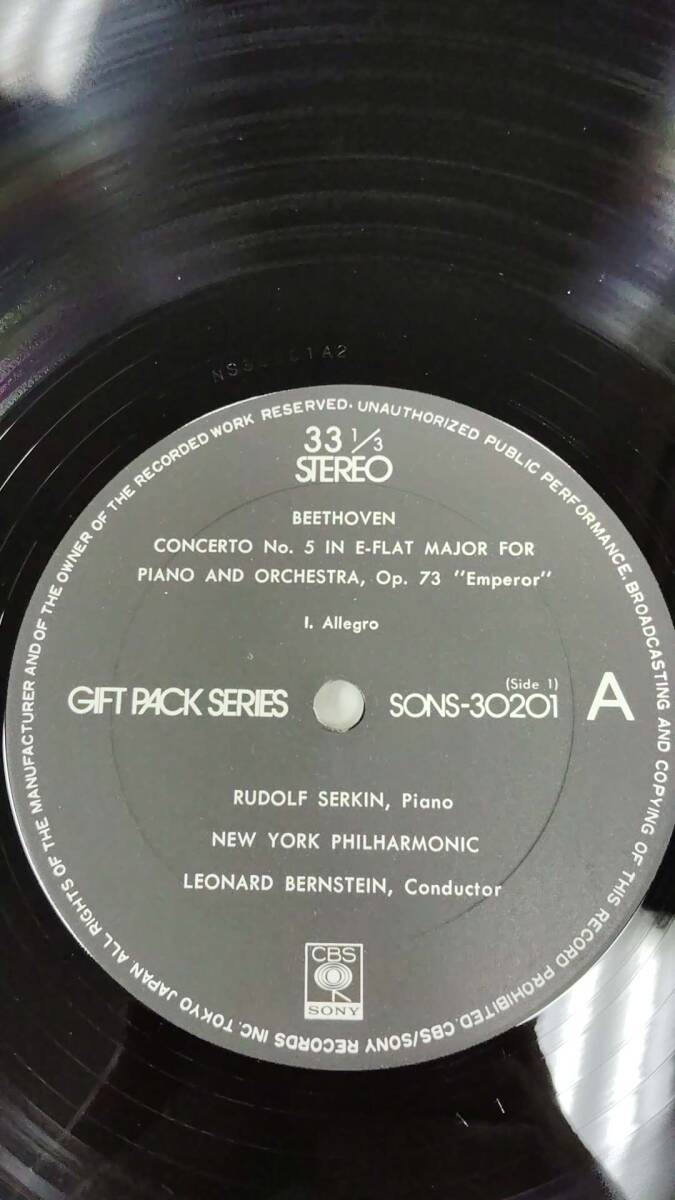 33 1/3
STEREO
BEETHOVEN
CONCERTO No. 5 IN E-FLAT MAJOR FOR
PIANO AND ORCHESTRA, Op. 73 "Emperor"
I. Allegro
GIFT PACK SERIES
(Side 1)
SONS-30201
A
RUDOLF SERKIN, Piano
NEW YORK PHILHARMONIC
LEONARD BERNSTEIN, Conductor
CBS
SONY
ALL RIGHTS OF THE MANUFACTURER AND OF THE OWNER OF THE RECORDED WORK RESERVED. UNAUTHORIZED PUBLIC PERFORMANCE, BROADCASTING AND COPYING OF THIS RECORD PROHIBITED. CBS/SONY RECORDS INC. TOKYO JAPAN